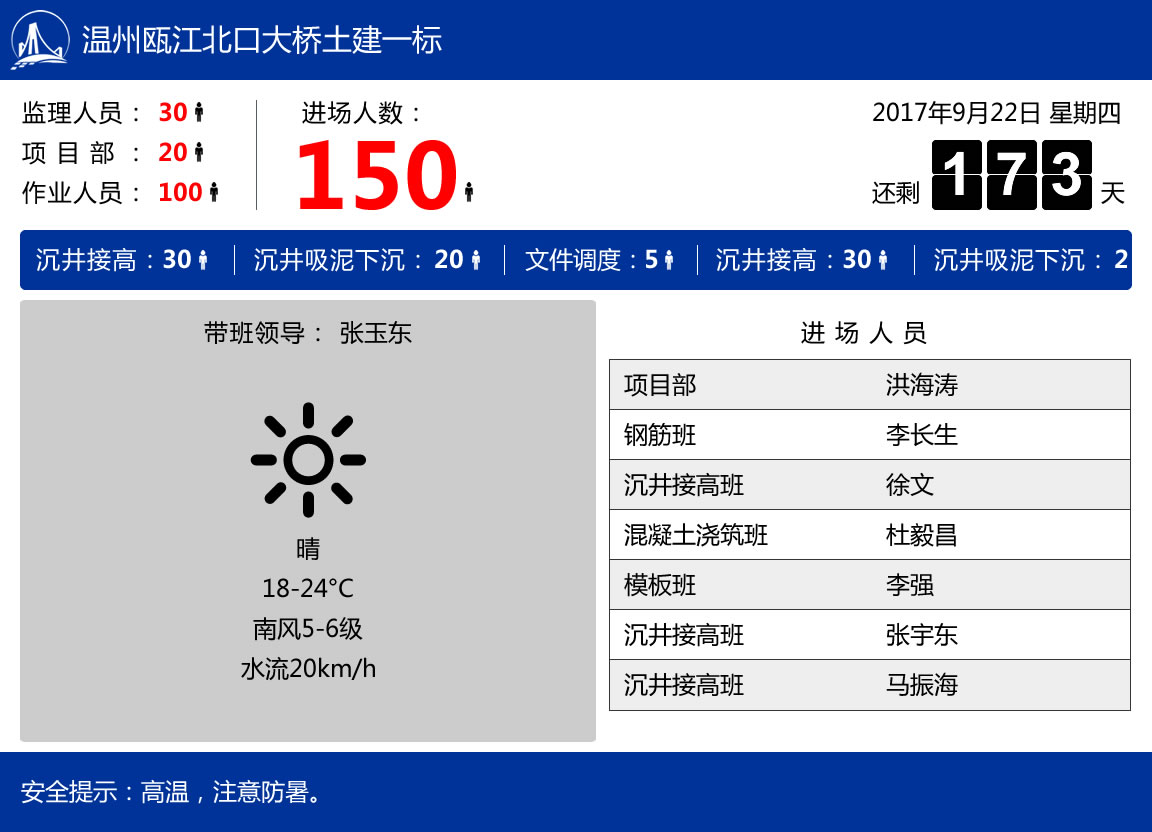 温州瓯江北口大桥土建一标
监理人员： 30
项 目 部 ： 20
作业人员： 100
进场人数：
150
2017年9月22日 星期四
还剩 173 天
沉井接高：30 沉井吸泥下沉： 20 文件调度：5 沉井接高：30 沉井吸泥下沉： 2
带班领导： 张玉东
晴
18-24°C
南风5-6级
水流20km/h
进 场 人 员
项目部 洪海涛
钢筋班 李长生
沉井接高班 徐文
混凝土浇筑班 杜毅昌
模板班 李强
沉井接高班 张宇东
沉井接高班 马振海
安全提示：高温，注意防暑。